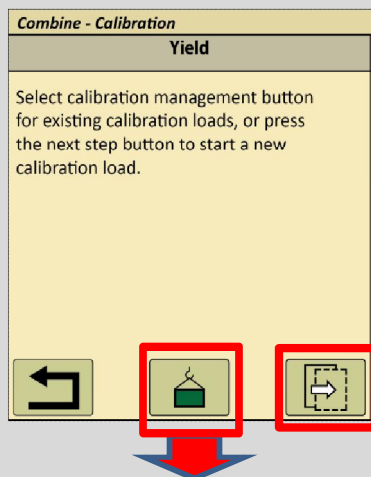 Combine - Calibration
Yield
Select calibration management button
for existing calibration loads, or press
the next step button to start a new
calibration load.